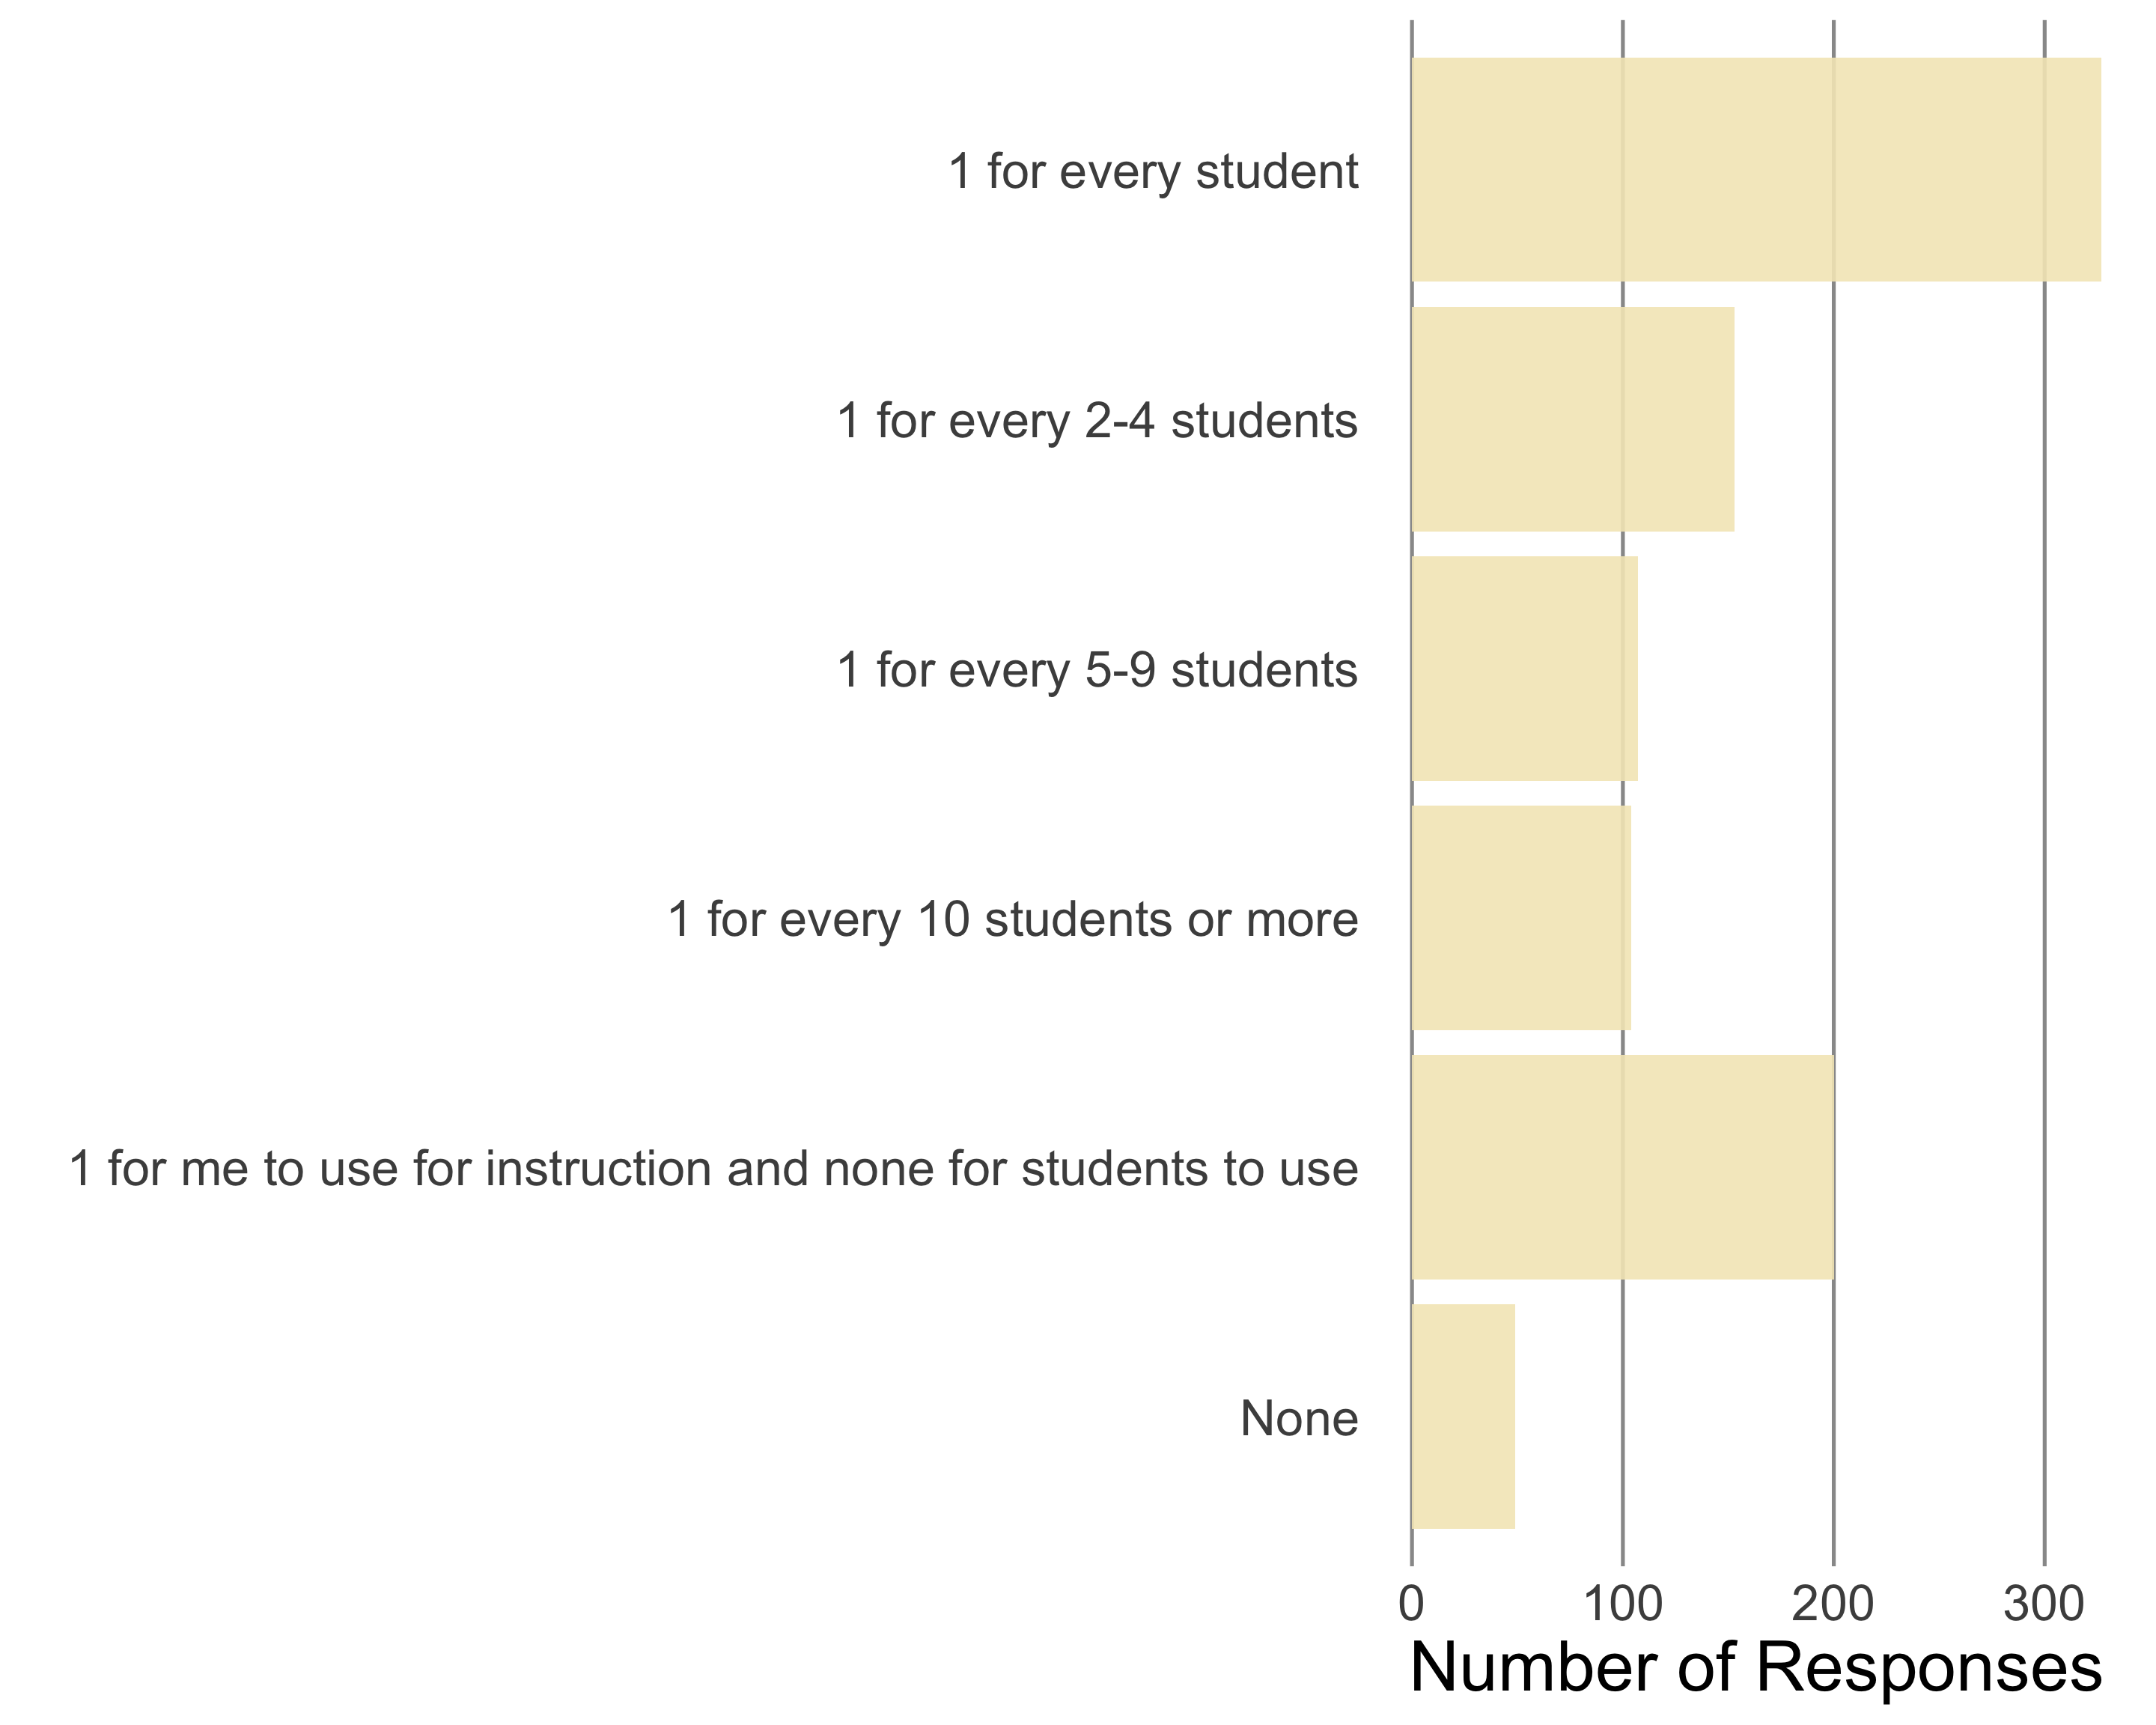 1 for every student
1 for every 2-4 students
1 for every 5-9 students
1 for every 10 students or more
1 for me to use for instruction and none for students to use
None
0 100 200 300
Number of Responses